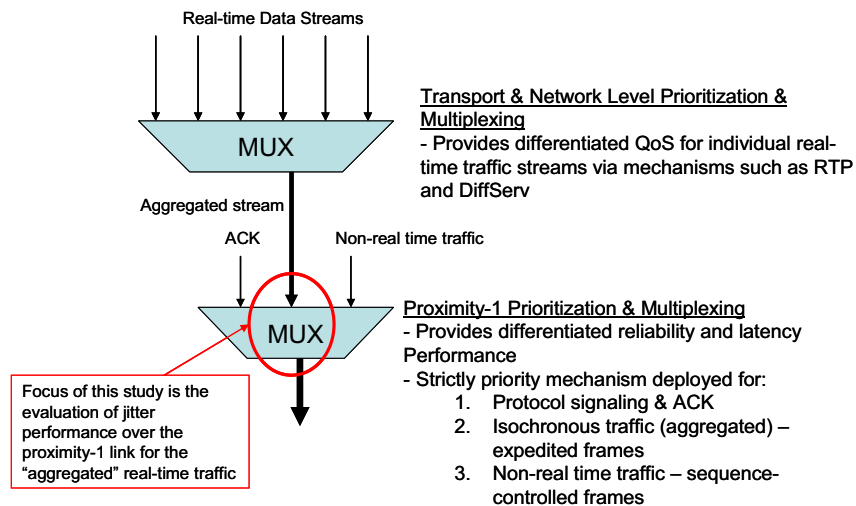 Real-time Data Streams
MUX
Transport & Network Level Prioritization &
Multiplexing
- Provides differentiated QoS for individual real-
time traffic streams via mechanisms such as RTP
and DiffServ
Aggregated stream
ACK
Non-real time traffic
MUX
Proximity-1 Prioritization & Multiplexing
- Provides differentiated reliability and latency
Performance
- Strictly priority mechanism deployed for:
1. Protocol signaling & ACK
2. Isochronous traffic (aggregated) –
expedited frames
3. Non-real time traffic – sequence-
controlled frames
Focus of this study is the
evaluation of jitter
performance over the
proximity-1 link for the
“aggregated” real-time traffic